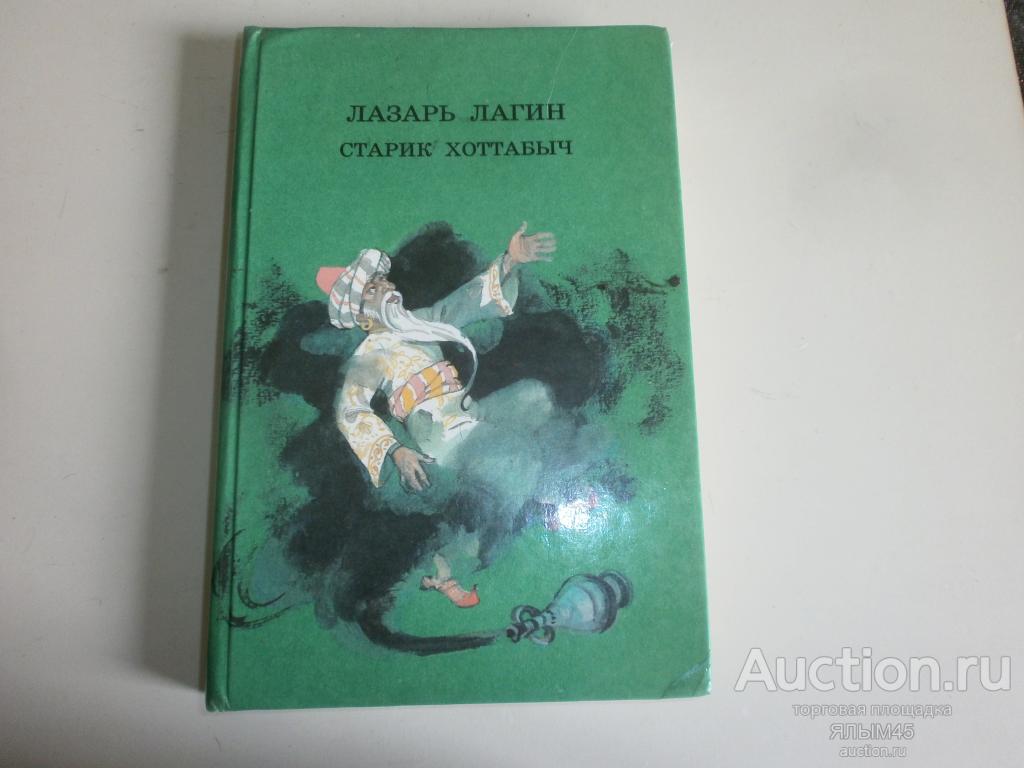 ЛАЗАРЬ ЛАГИН
СТАРИК ХОТТАБЫЧ
Auction.ru
торговая площадка
ЯЛЫМ45
auction.ru